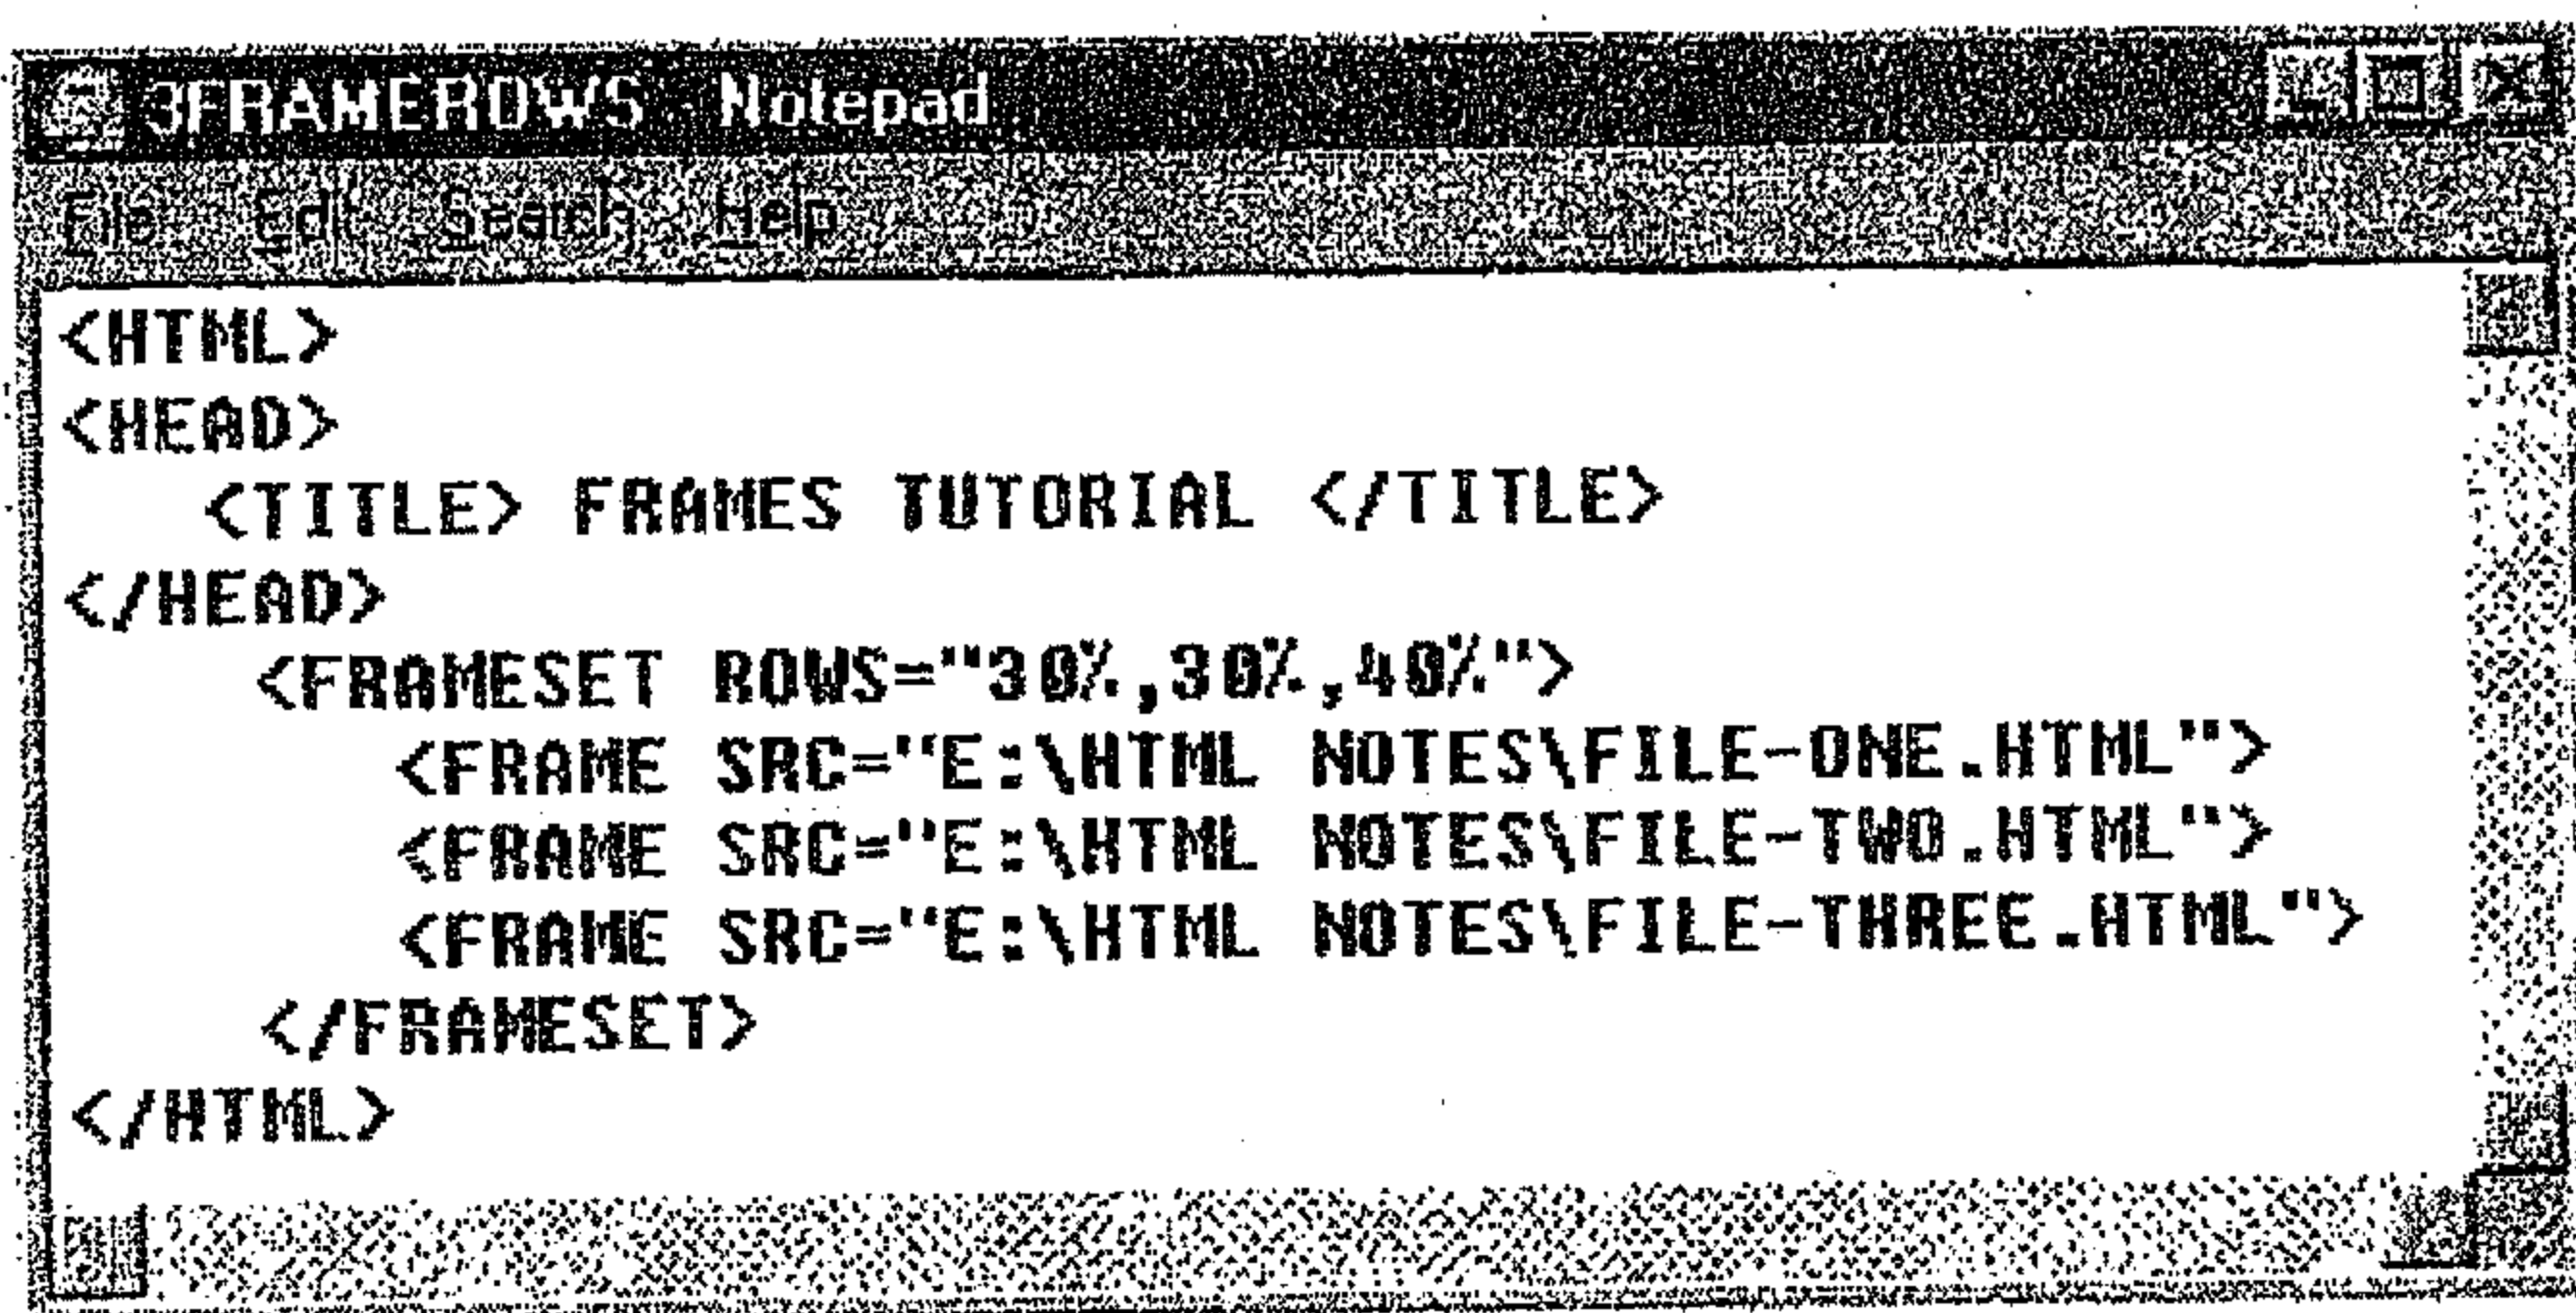 3FRAMEROWS Notepad
File Edit Search Help
<HTML>
<HEAD>
<TITLE> FRAMES TUTORIAL </TITLE>
</HEAD>
<FRAMESET ROWS="30%,30%,40%">
<FRAME SRC="E:\HTML NOTES\FILE-ONE.HTML">
<FRAME SRC="E:\HTML NOTES\FILE-TWO.HTML">
<FRAME SRC="E:\HTML NOTES\FILE-THREE.HTML">
</FRAMESET>
</HTML>